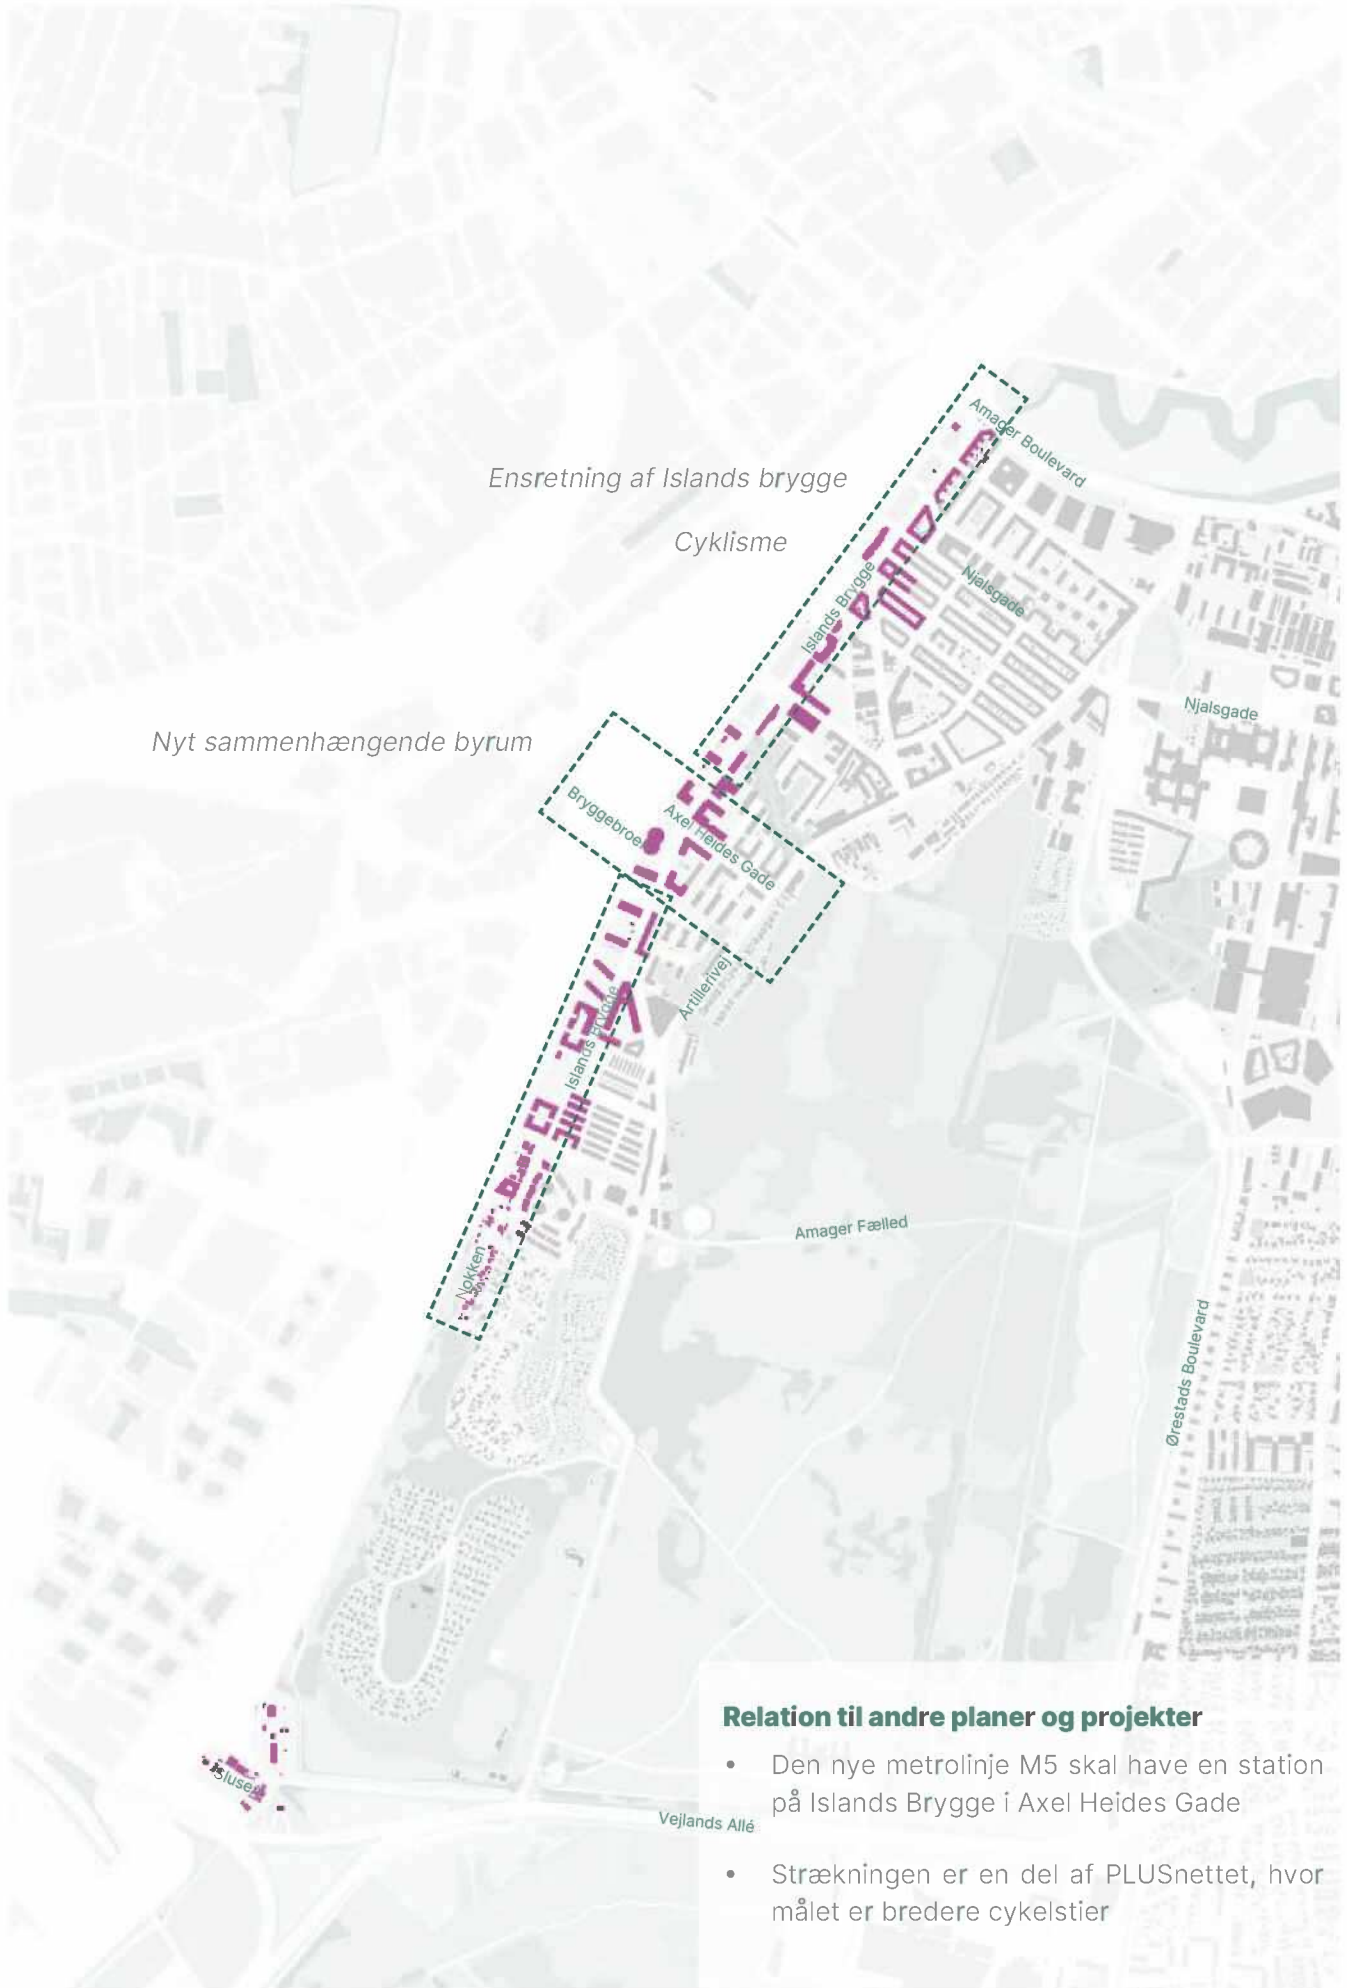 Amager Boulevard
Ensretning af Islands brygge
Cyklisme
Njalsgade
Islands Brygge
Njalsgade
Nyt sammenhængende byrum
Bryggebroen
Axel Heides Gade
Artillerivej
Islands Brygge
Amager Fælled
Nokken
Ørestads Boulevard
Slusen
Vejlands Allé
Relation til andre planer og projekter
• Den nye metrolinje M5 skal have en station
på Islands Brygge i Axel Heides Gade
• Strækningen er en del af PLUSnettet, hvor
målet er bredere cykelstier